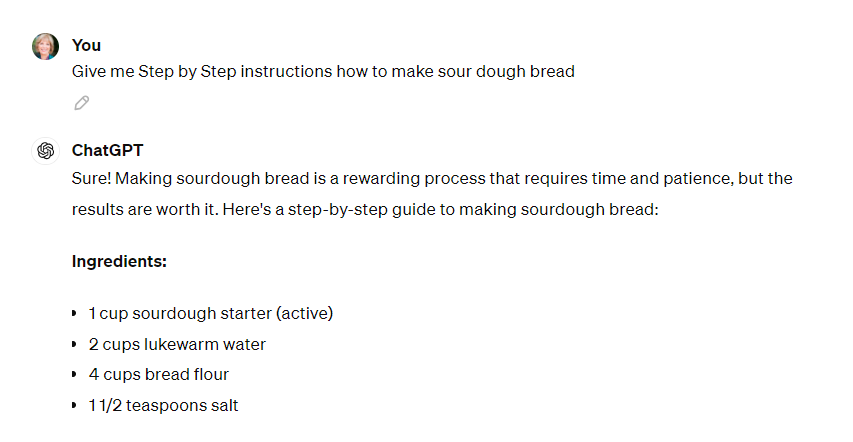 You
Give me Step by Step instructions how to make sour dough bread
ChatGPT
Sure! Making sourdough bread is a rewarding process that requires time and patience, but the
results are worth it. Here's a step-by-step guide to making sourdough bread:
Ingredients:
• 1 cup sourdough starter (active)
• 2 cups lukewarm water
• 4 cups bread flour
• 1 1/2 teaspoons salt